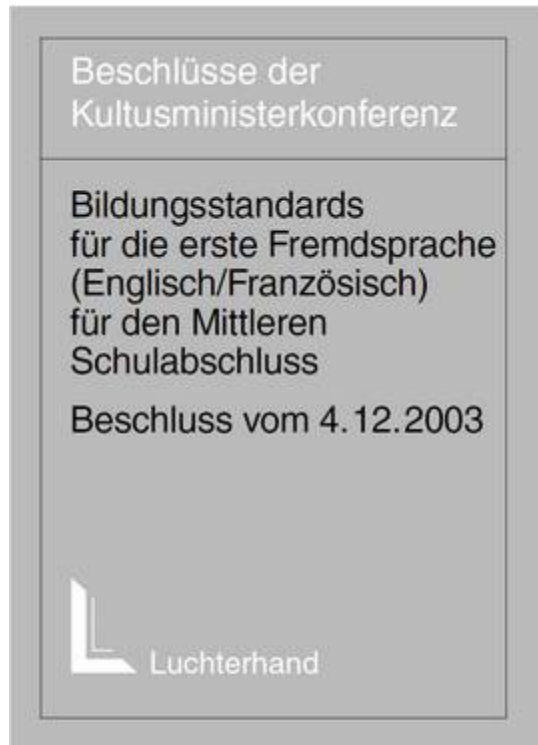 Beschlüsse der
Kultusministerkonferenz
Bildungsstandards
für die erste Fremdsprache
(Englisch/Französisch)
für den Mittleren
Schulabschluss
Beschluss vom 4.12.2003
Luchterhand